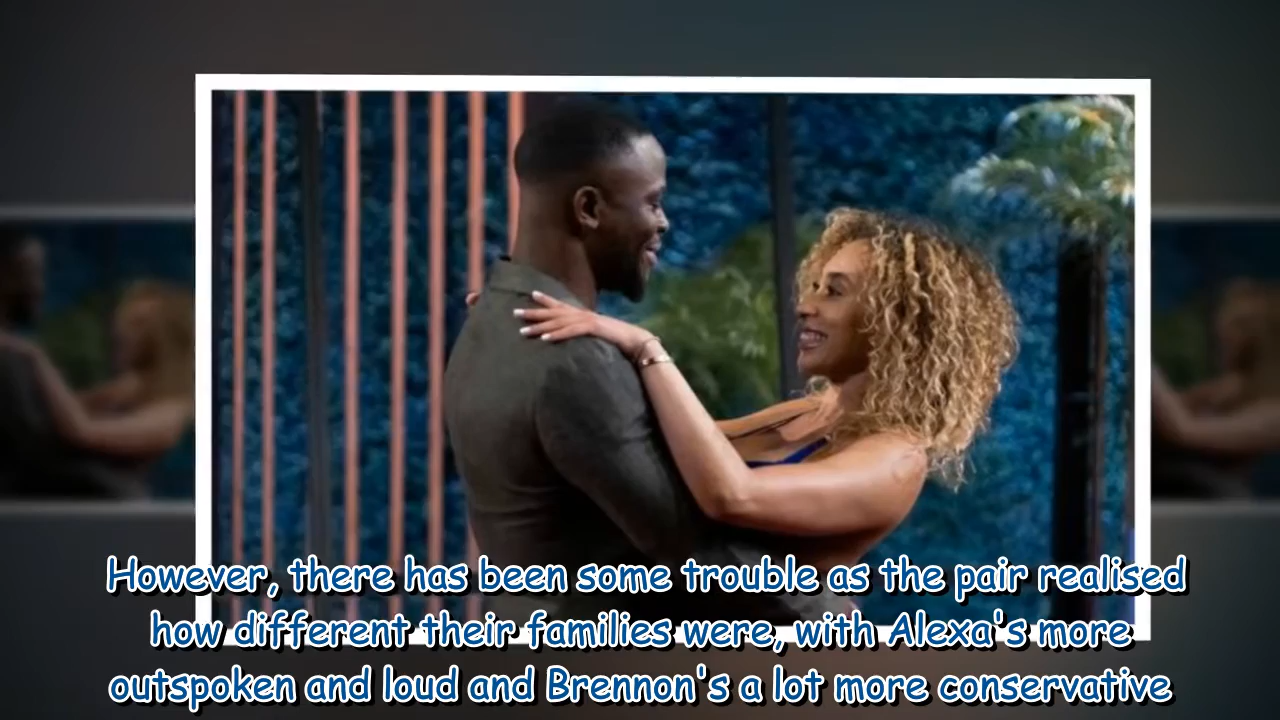 However, there has been some trouble as the pair realised
how different their families were, with Alexa's more
outspoken and loud and Brennon's a lot more conservative